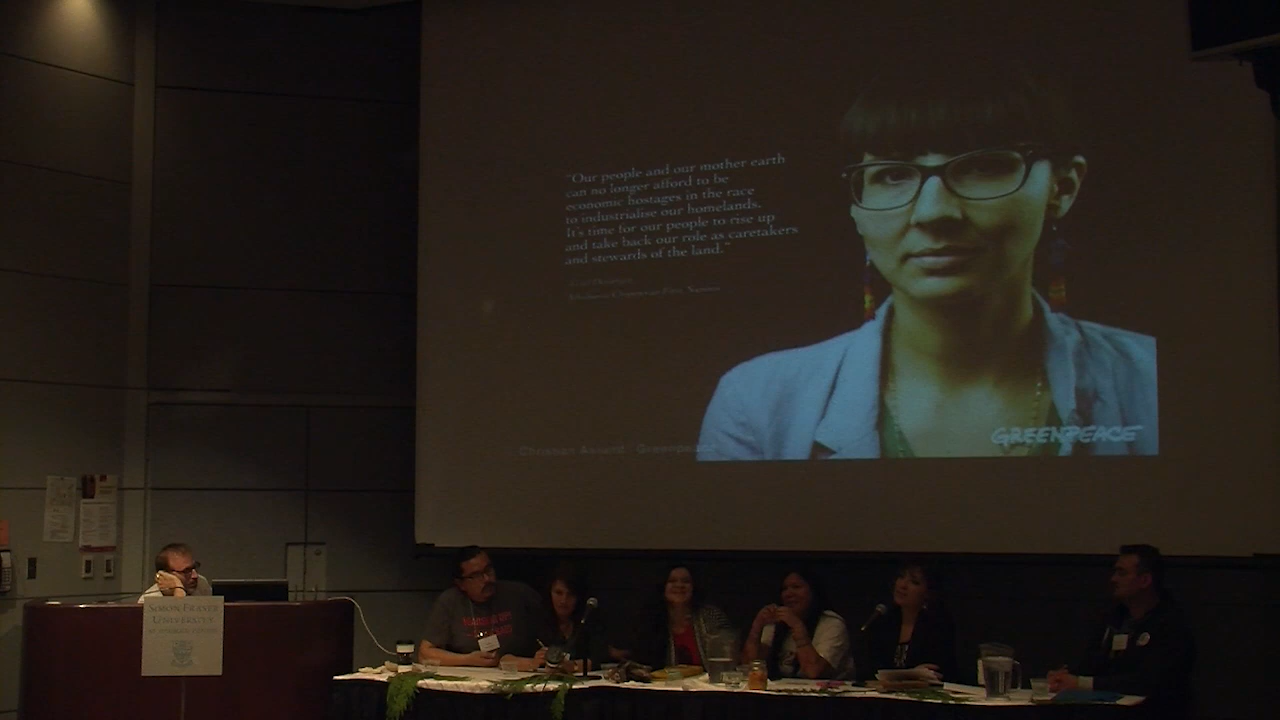 "Our people and our mother earth
can no longer afford to be
economic hostages in the race
to industrialise our homelands.
It's time for our people to rise up
and take back our role as caretakers
and stewards of the land."
GREENPEACE
Greenpeace
SIMON FRASER
UNIVERSITY